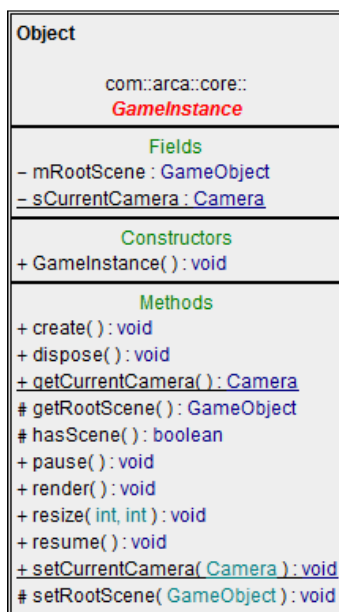 Object
com::arca::core::
GameInstance
Fields
– mRootScene : GameObject
– sCurrentCamera : Camera
Constructors
+ GameInstance( ) : void
Methods
+ create( ) : void
+ dispose( ) : void
+ getCurrentCamera( ) : Camera
# getRootScene( ) : GameObject
# hasScene( ) : boolean
+ pause( ) : void
+ render( ) : void
+ resize( int, int ) : void
+ resume( ) : void
+ setCurrentCamera( Camera ) : void
# setRootScene( GameObject ) : void